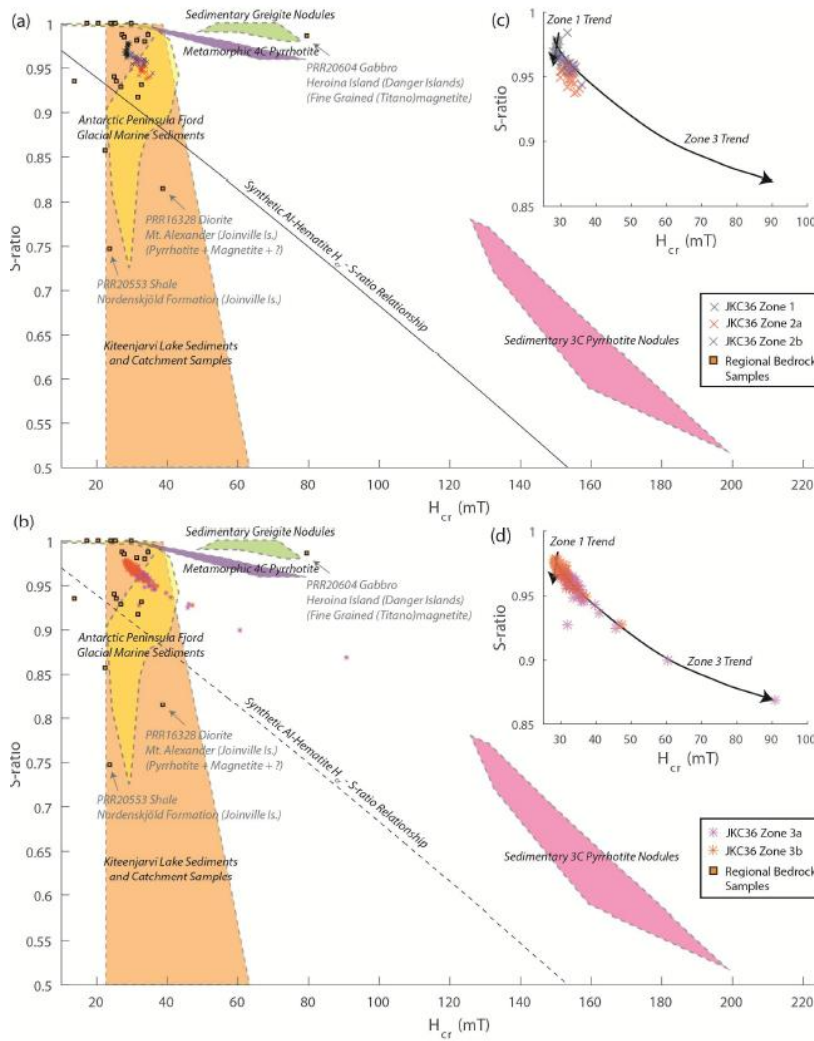 (a)
S-ratio
1
0.95
0.9
0.85
0.8
0.75
0.7
0.65
0.6
0.55
0.5
Sedimentary Greigite Nodules
Metamorphic 4C Pyrrhotite
PRR20604 Gabbro
Heroina Island (Danger Islands)
(Fine Grained (Titano)magnetite)
Antarctic Peninsula Fjord
Glacial Marine Sediments
PRR16328 Diorite
Mt. Alexander (Joinville Is.)
(Pyrrhotite + Magnetite + ?)
PRR20553 Shale
Nordenskjöld Formation (Joinville Is.)
Kiteenjarvi Lake Sediments
and Catchment Samples
Synthetic Al-Hematite Hcr - S-ratio Relationship
Sedimentary 3C Pyrrhotite Nodules
20 40 60 80 100 120 140 160 180 200 22
Hcr (mT)
(c)
S-ratio
1
0.95
0.9
0.85
Zone 1 Trend
Zone 3 Trend
30 40 50 60 70 80 90 100
Hcr (mT)
JKC36 Zone 1
JKC36 Zone 2a
JKC36 Zone 2b
Regional Bedrock
Samples
(b)
S-ratio
1
0.95
0.9
0.85
0.8
0.75
0.7
0.65
0.6
0.55
0.5
Sedimentary Greigite Nodules
Metamorphic 4C Pyrrhotite
PRR20604 Gabbro
Heroina Island (Danger Islands)
(Fine Grained (Titano)magnetite)
Antarctic Peninsula Fjord
Glacial Marine Sediments
PRR16328 Diorite
Mt. Alexander (Joinville Is.)
(Pyrrhotite + Magnetite + ?)
PRR20553 Shale
Nordenskjöld Formation (Joinville Is.)
Kiteenjarvi Lake Sediments
and Catchment Samples
Synthetic Al-Hematite Hcr - S-ratio Relationship
Sedimentary 3C Pyrrhotite Nodules
20 40 60 80 100 120 140 160 180 200 22
Hcr (mT)
(d)
S-ratio
1
0.95
0.9
0.85
Zone 1 Trend
Zone 3 Trend
30 40 50 60 70 80 90 100
Hcr (mT)
JKC36 Zone 3a
JKC36 Zone 3b
Regional Bedrock
Samples